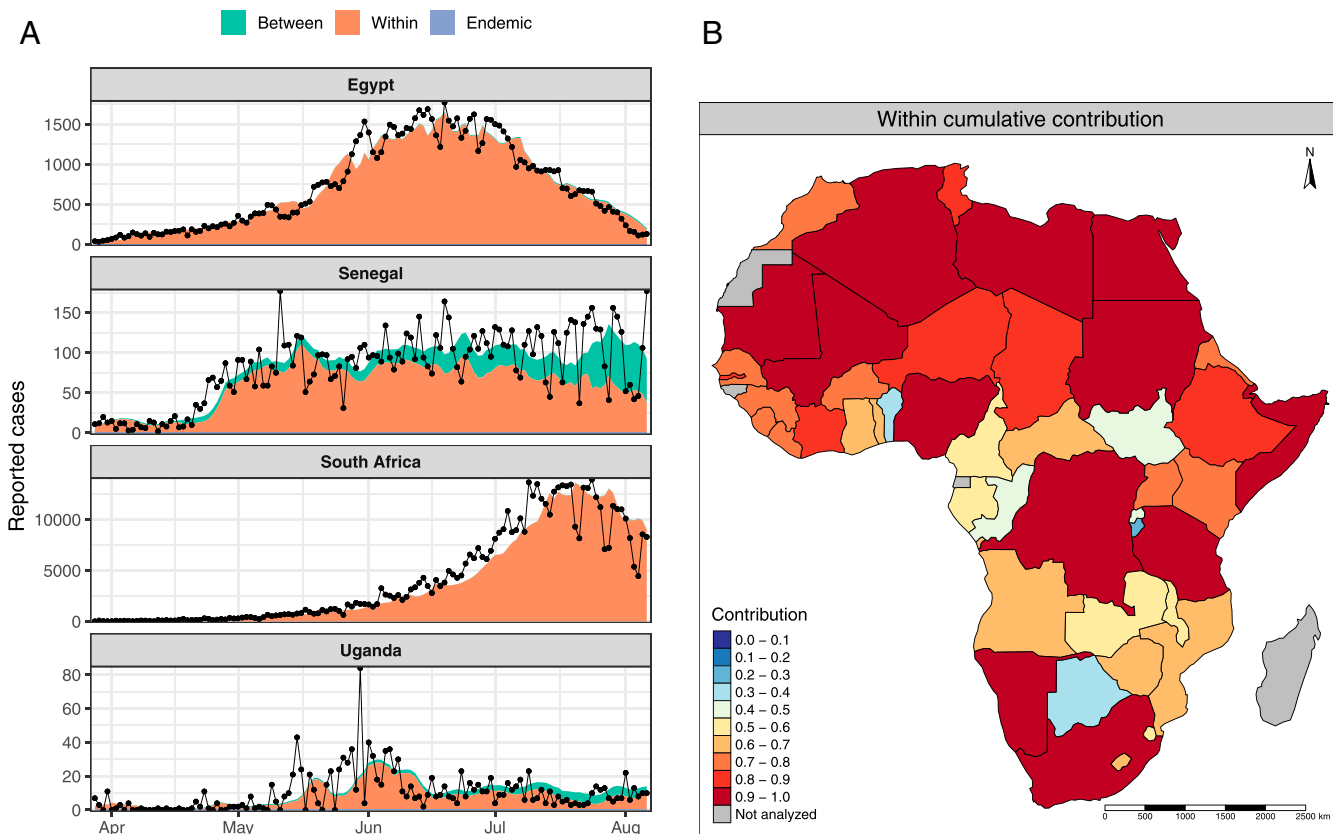 A
Between Within Endemic
Egypt
1500
1000
500
0
Senegal
150
100
50
0
South Africa
10000
5000
0
Uganda
80
60
40
20
0
Apr May Jun Jul Aug
Reported cases
B
Within cumulative contribution
N
Contribution
0.0 – 0.1
0.1 – 0.2
0.2 – 0.3
0.3 – 0.4
0.4 – 0.5
0.5 – 0.6
0.6 – 0.7
0.7 – 0.8
0.8 – 0.9
0.9 – 1.0
Not analyzed
0 500 1000 1500 2000 2500 km